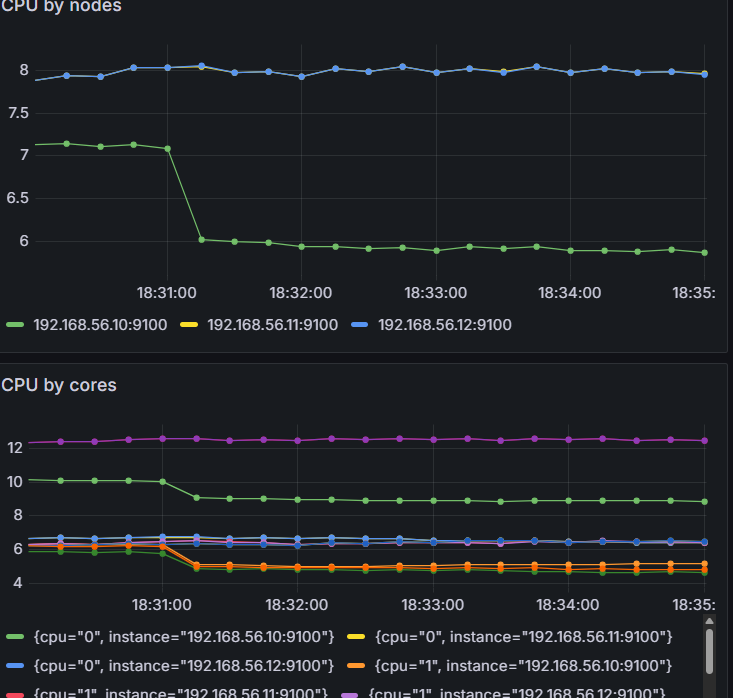 CPU by nodes
8
7.5
7
6.5
6
18:31:00 18:32:00 18:33:00 18:34:00 18:35:
192.168.56.10:9100 192.168.56.11:9100 192.168.56.12:9100
CPU by cores
12
10
8
6
4
18:31:00 18:32:00 18:33:00 18:34:00 18:35:
{cpu="0", instance="192.168.56.10:9100"} {cpu="0", instance="192.168.56.11:9100"}
{cpu="0", instance="192.168.56.12:9100"} {cpu="1", instance="192.168.56.10:9100"}
{cpu="1", instance="192.168.56.11:9100"} {cpu="1", instance="192.168.56.12:9100"}